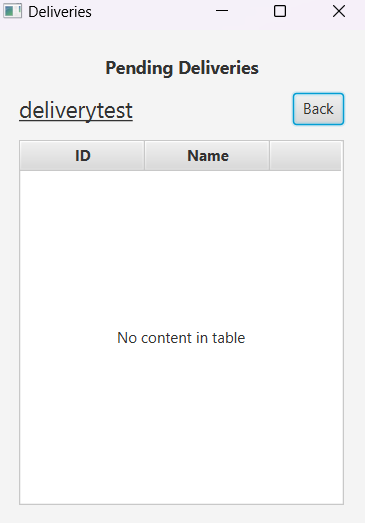 Deliveries
Pending Deliveries
deliverytest
Back
ID Name
No content in table